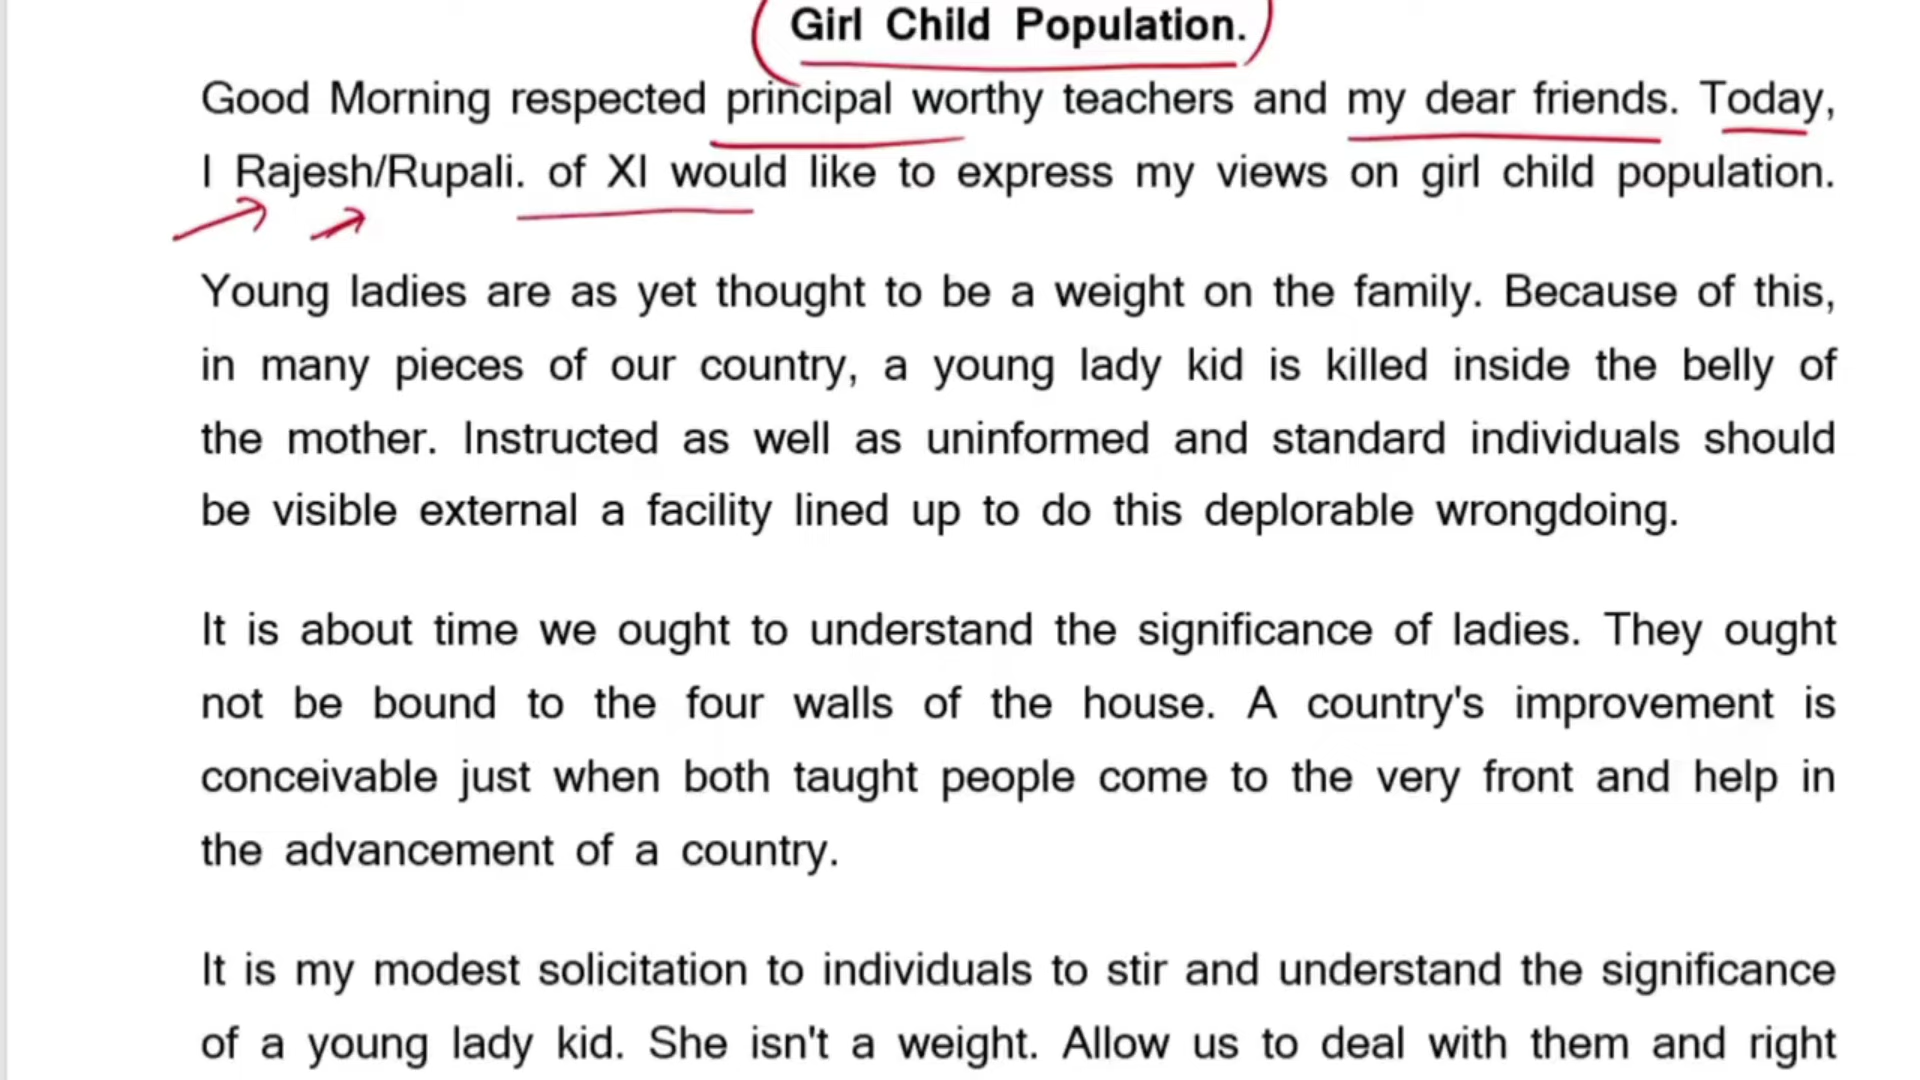 Girl Child Population.
Good Morning respected principal worthy teachers and my dear friends. Today,
I Rajesh/Rupali. of XI would like to express my views on girl child population.
Young ladies are as yet thought to be a weight on the family. Because of this,
in many pieces of our country, a young lady kid is killed inside the belly of
the mother. Instructed as well as uninformed and standard individuals should
be visible external a facility lined up to do this deplorable wrongdoing.
It is about time we ought to understand the significance of ladies. They ought
not be bound to the four walls of the house. A country's improvement is
conceivable just when both taught people come to the very front and help in
the advancement of a country.
It is my modest solicitation to individuals to stir and understand the significance
of a young lady kid. She isn't a weight. Allow us to deal with them and right